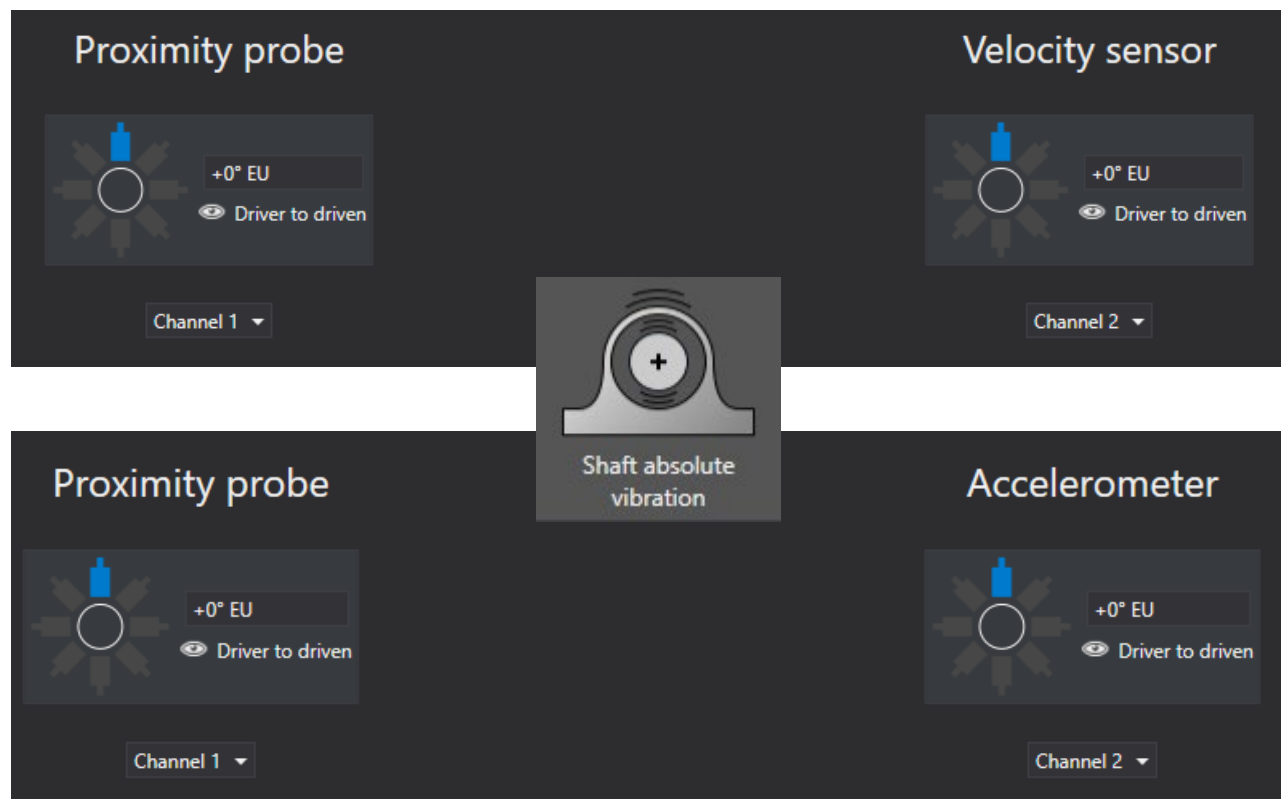 Proximity probe
Velocity sensor
+0° EU
Driver to driven
+0° EU
Driver to driven
Channel 1
Channel 2
Shaft absolute
vibration
Proximity probe
Accelerometer
+0° EU
Driver to driven
+0° EU
Driver to driven
Channel 1
Channel 2